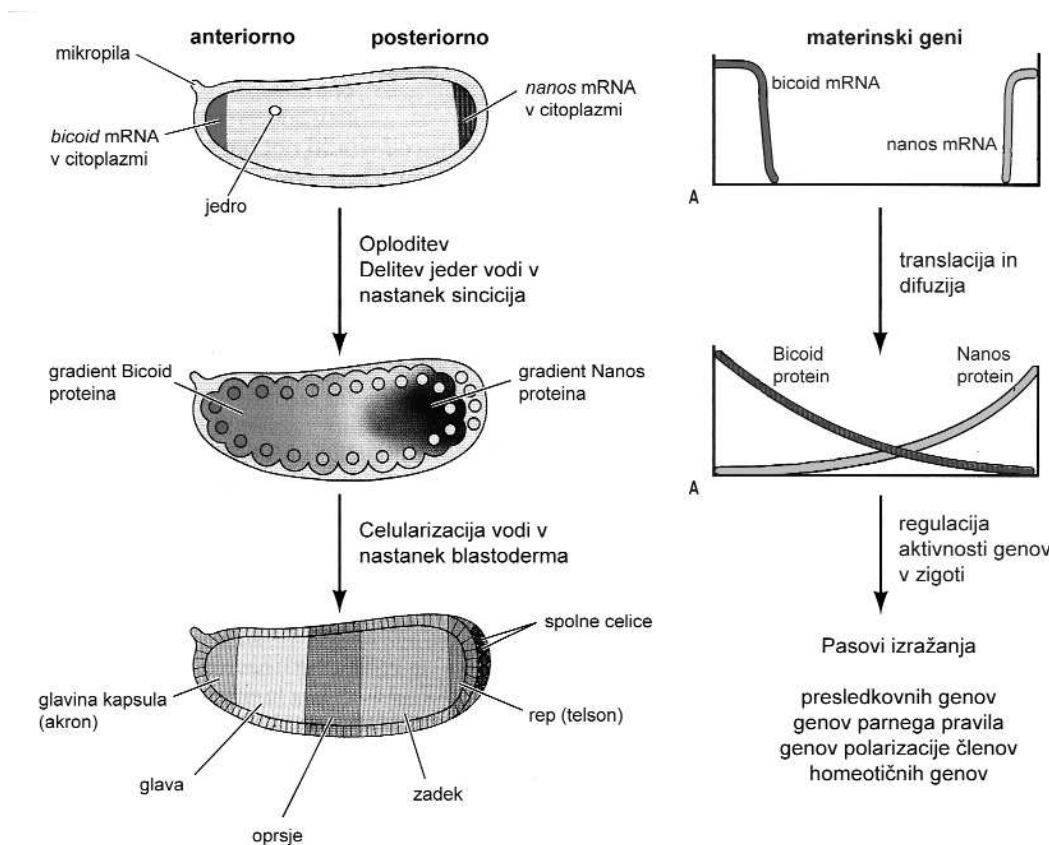 anteriorno
posteriorno
mikropila
nanos mRNA
v citoplazmi
bicoid mRNA
v citoplazmi
jedro
Oploditev
Delitev jeder vodi v
nastanek sincicija
gradient Bicoid
proteina
gradient Nanos
proteina
Celularizacija vodi v
nastanek blastoderma
spolne celice
glavina kapsula
(akron)
rep (telson)
glava
zadek
oprsje
materinski geni
bicoid mRNA
nanos mRNA
A
translacija in
difuzija
Bicoid
protein
Nanos
protein
A
regulacija
aktivnosti genov
v zigoti
Pasovi izražanja
presledkovnih genov
genov parnega pravila
genov polarizacije členov
homeotičnih genov